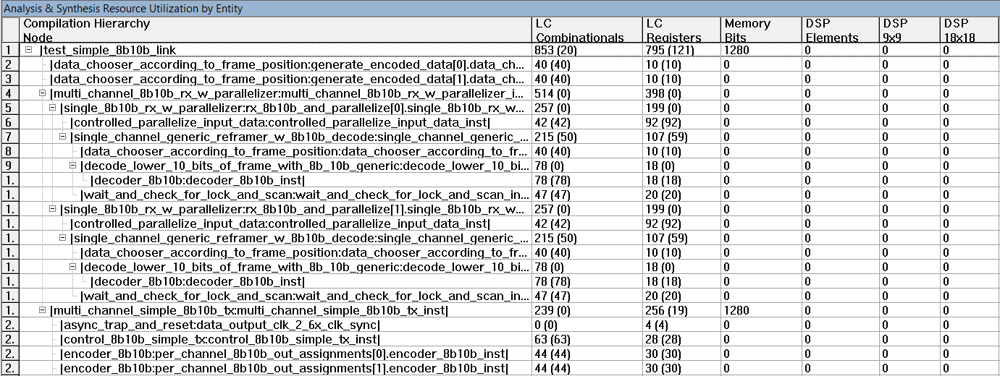 Analysis & Synthesis Resource Utilization by Entity
Compilation Hierarchy Node LC Combinationals LC Registers Memory Bits DSP Elements DSP 9x9 DSP 18x18
1 |test_simple_8b10b_link 853 (20) 795 (121) 1280 0 0 0
2 |data_chooser_according_to_frame_position:generate_encoded_data[0].data_ch... 40 (40) 10 (10) 0 0 0 0
3 |data_chooser_according_to_frame_position:generate_encoded_data[1].data_ch... 40 (40) 10 (10) 0 0 0 0
4 |multi_channel_8b10b_rx_w_parallelizer:multi_channel_8b10b_rx_w_parallelizer_i... 514 (0) 398 (0) 0 0 0 0
5 |single_8b10b_rx_w_parallelizer:rx_8b10b_and_parallelize[0].single_8b10b_rx_w... 257 (0) 199 (0) 0 0 0 0
6 |controlled_parallelize_input_data:controlled_parallelize_input_data_inst| 42 (42) 92 (92) 0 0 0 0
7 |single_channel_generic_reframer_w_8b10b_decode:single_channel_generic_... 215 (50) 107 (59) 0 0 0 0
8 |data_chooser_according_to_frame_position:data_chooser_according_to_fr... 40 (40) 10 (10) 0 0 0 0
9 |decode_lower_10_bits_of_frame_with_8b_10b_generic:decode_lower_10_bi... 78 (0) 18 (0) 0 0 0 0
1. |decoder_8b10b:decoder_8b10b_inst| 78 (78) 18 (18) 0 0 0 0
1. |wait_and_check_for_lock_and_scan:wait_and_check_for_lock_and_scan_in... 47 (47) 20 (20) 0 0 0 0
1. |single_8b10b_rx_w_parallelizer:rx_8b10b_and_parallelize[1].single_8b10b_rx_w... 257 (0) 199 (0) 0 0 0 0
1. |controlled_parallelize_input_data:controlled_parallelize_input_data_inst| 42 (42) 92 (92) 0 0 0 0
1. |single_channel_generic_reframer_w_8b10b_decode:single_channel_generic_... 215 (50) 107 (59) 0 0 0 0
1. |data_chooser_according_to_frame_position:data_chooser_according_to_fr... 40 (40) 10 (10) 0 0 0 0
1. |decode_lower_10_bits_of_frame_with_8b_10b_generic:decode_lower_10_bi... 78 (0) 18 (0) 0 0 0 0
1. |decoder_8b10b:decoder_8b10b_inst| 78 (78) 18 (18) 0 0 0 0
1. |wait_and_check_for_lock_and_scan:wait_and_check_for_lock_and_scan_in... 47 (47) 20 (20) 0 0 0 0
1. |multi_channel_simple_8b10b_tx:multi_channel_simple_8b10b_tx_inst| 239 (0) 256 (19) 1280 0 0 0
2. |async_trap_and_reset:data_output_clk_2_6x_clk_sync| 0 (0) 4 (4) 0 0 0 0
2. |control_8b10b_simple_tx:control_8b10b_simple_tx_inst| 63 (63) 28 (28) 0 0 0 0
2. |encoder_8b10b:per_channel_8b10b_out_assignments[0].encoder_8b10b_inst| 44 (44) 30 (30) 0 0 0 0
2. |encoder_8b10b:per_channel_8b10b_out_assignments[1].encoder_8b10b_inst| 44 (44) 30 (30) 0 0 0 0